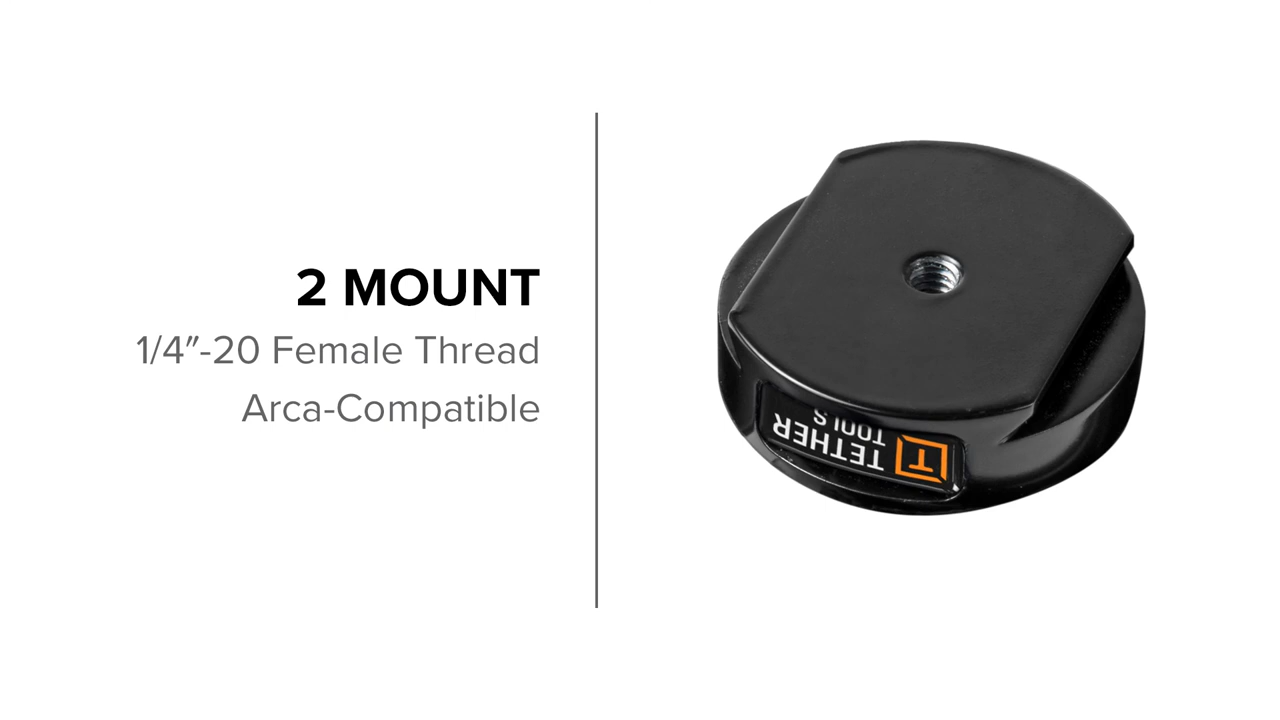 2 MOUNT
1/4″-20 Female Thread
Arca-Compatible
TETHER
TOOLS